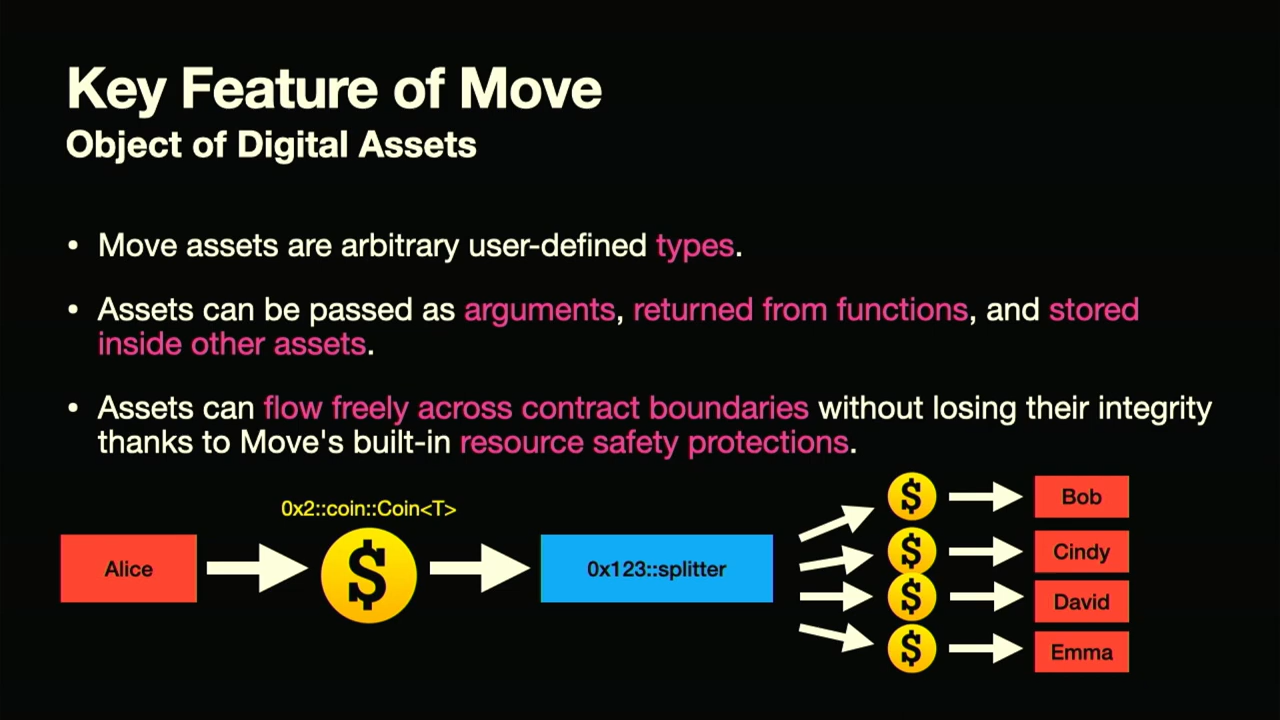 Key Feature of Move
Object of Digital Assets
• Move assets are arbitrary user-defined types.
• Assets can be passed as arguments, returned from functions, and stored
inside other assets.
• Assets can flow freely across contract boundaries without losing their integrity
thanks to Move's built-in resource safety protections.
0x2::coin::Coin<T>
Alice
$
0x123::splitter
$
Bob
$
Cindy
$
David
$
Emma